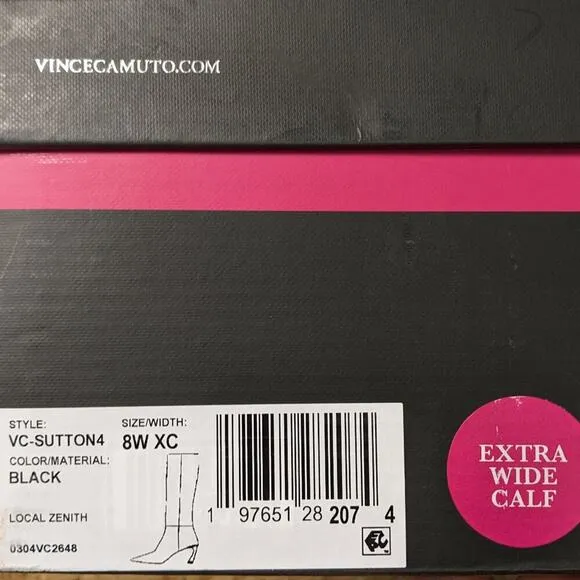 VINCECAMUTO.COM
STYLE: SIZE/WIDTH:
VC-SUTTON4 8W XC
COLOR/MATERIAL:
BLACK
LOCAL ZENITH
0304VC2648
1 97651 28 207 4
EXTRA
WIDE
CALF